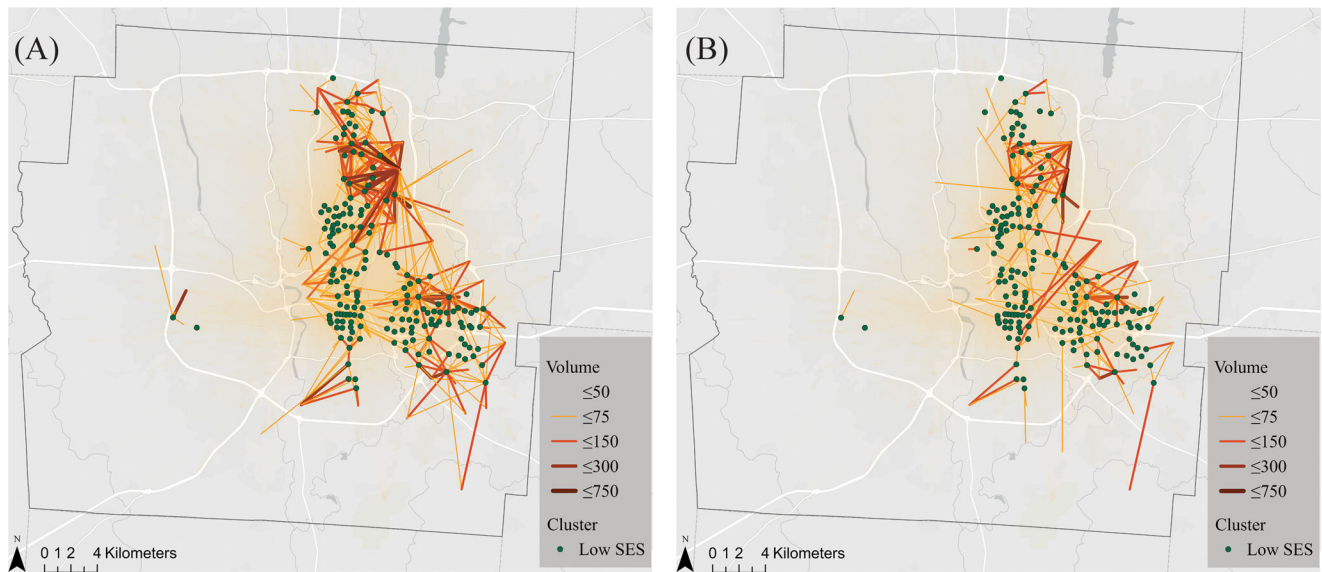 (A)
Volume
≤50
≤75
≤150
≤300
≤750
Cluster
Low SES
N
0 1 2 4 Kilometers
(B)
Volume
≤50
≤75
≤150
≤300
≤750
Cluster
Low SES
N
0 1 2 4 Kilometers